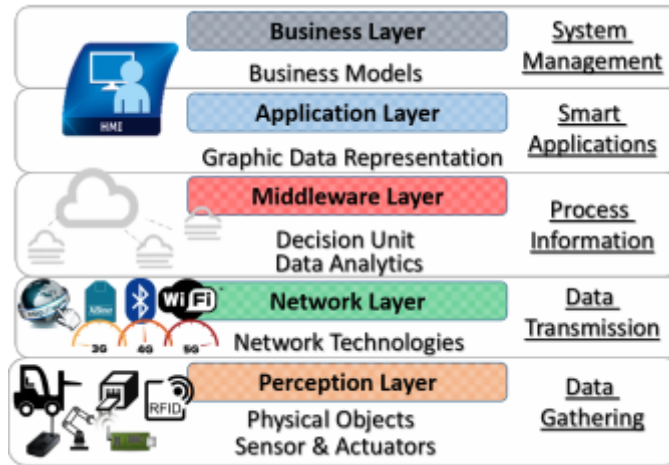 Business Layer
Business Models
System
Management
HMI
Application Layer
Graphic Data Representation
Smart
Applications
Middleware Layer
Decision Unit
Data Analytics
Process
Information
WiFi
3G
4G
5G
Network Layer
Network Technologies
Data
Transmission
RFID
Perception Layer
Physical Objects
Sensor & Actuators
Data
Gathering